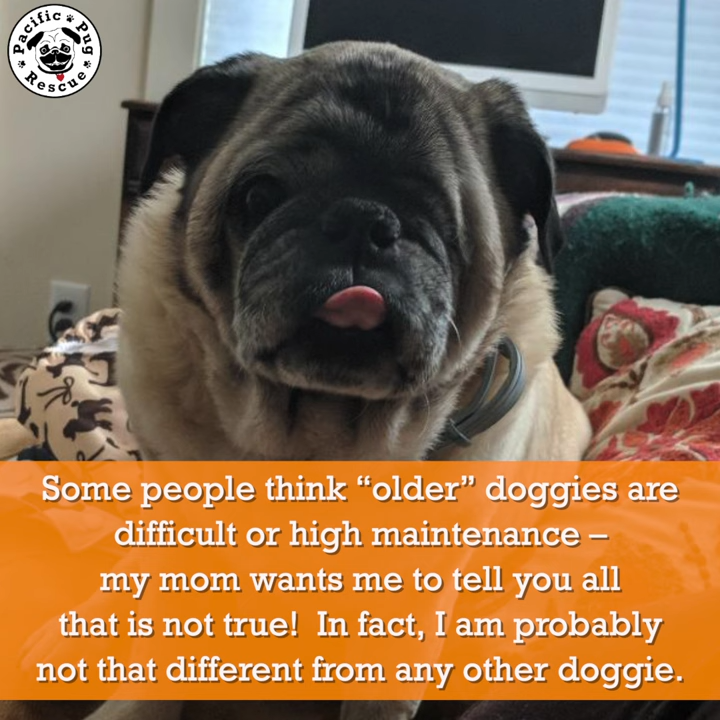 Pacific Pug
Rescue
Some people think “older” doggies are
difficult or high maintenance –
my mom wants me to tell you all
that is not true!  In fact, I am probably
not that different from any other doggie.